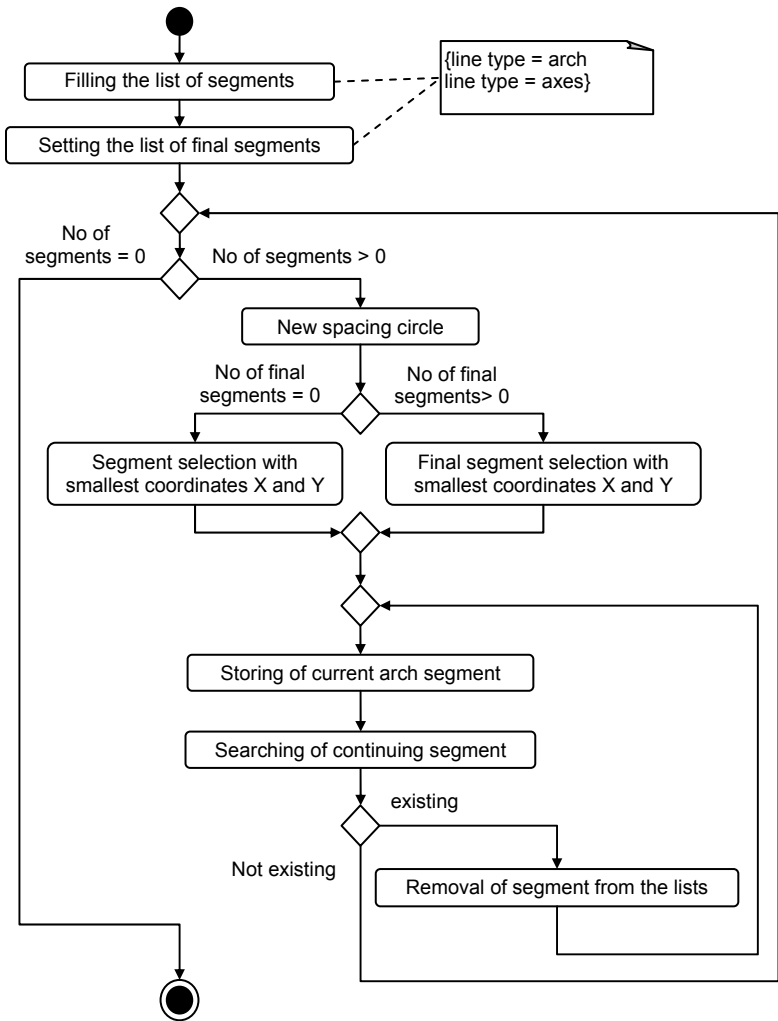 Filling the list of segments
{line type = arch
line type = axes}
Setting the list of final segments
No of
segments = 0
No of segments > 0
New spacing circle
No of final
segments = 0
No of final
segments> 0
Segment selection with
smallest coordinates X and Y
Final segment selection with
smallest coordinates X and Y
Storing of current arch segment
Searching of continuing segment
existing
Not existing
Removal of segment from the lists